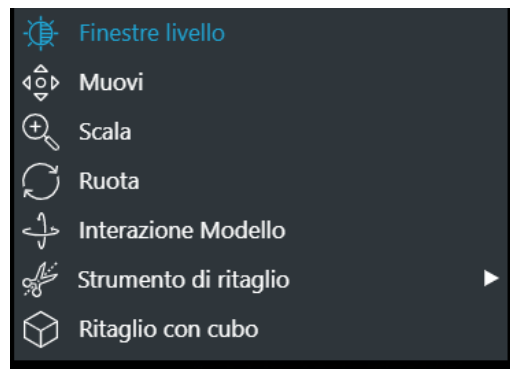 Finestre livello
Muovi
Scala
Ruota
Interazione Modello
Strumento di ritaglio
Ritaglio con cubo